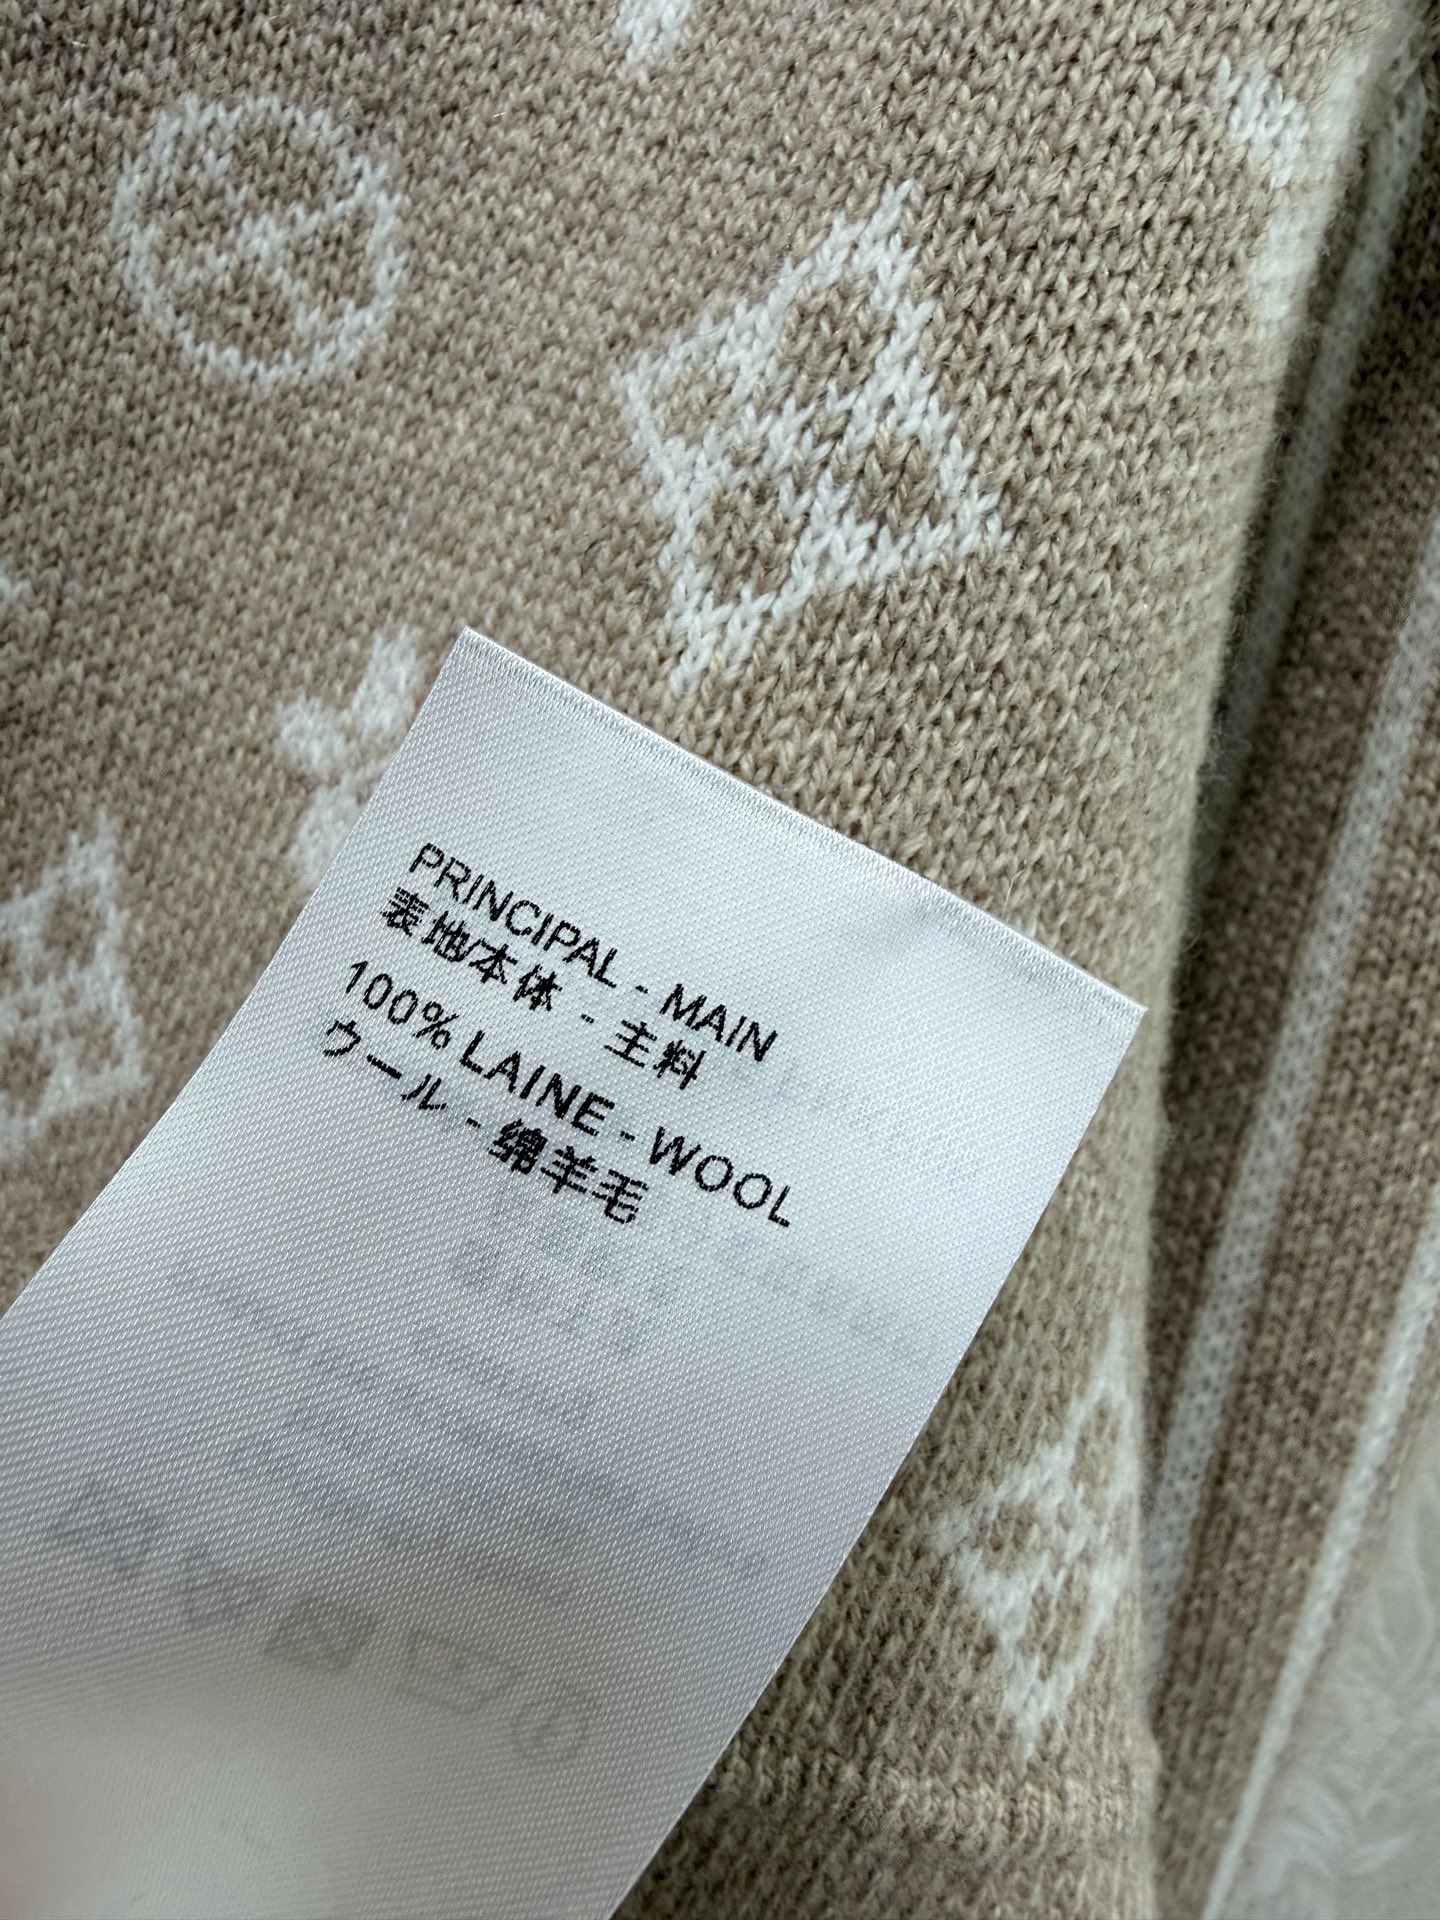 PRINCIPAL - MAIN
表地/本体 - 主料
100% LAINE - WOOL
ウール - 绵羊毛